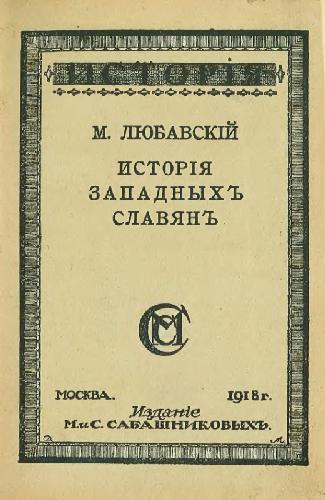 ИСТОРІЯ
М. ЛЮБАВСКІЙ
ИСТОРІЯ
ЗАПАДНЫХЪ
СЛАВЯНЪ
МОСКВА. 1918 г.
Изданіе
М. и С. САБАШНИКОВЫХЪ.